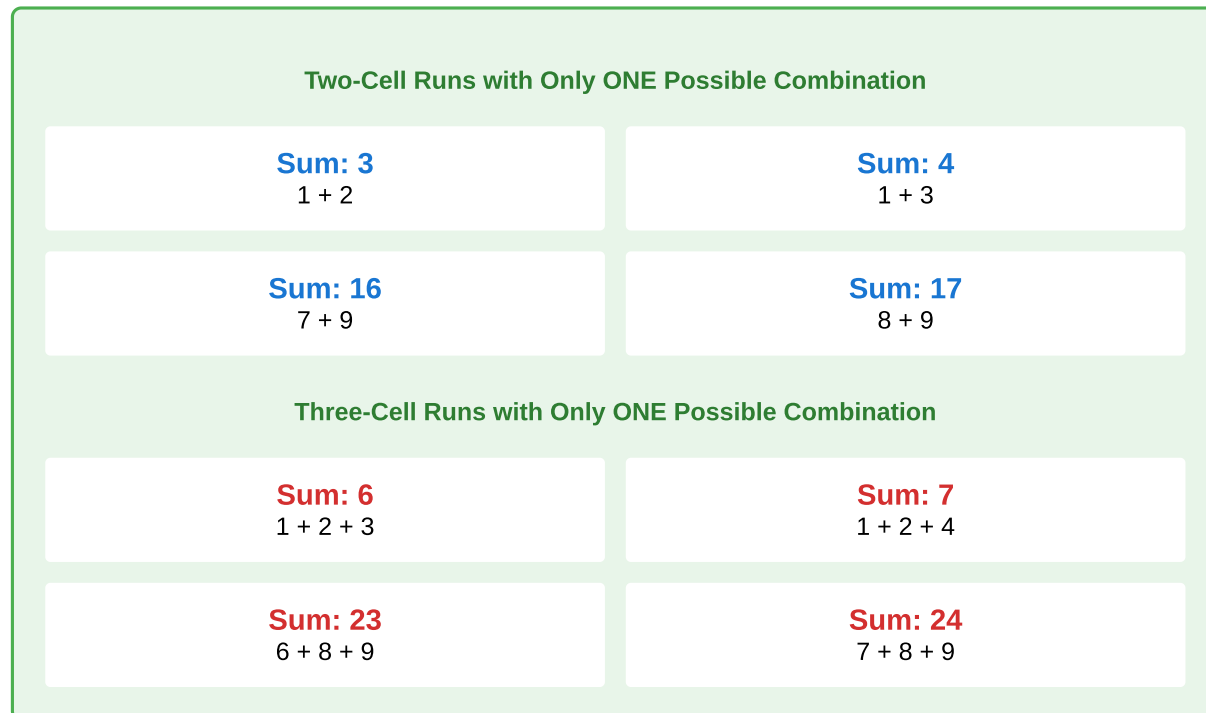 Two-Cell Runs with Only ONE Possible Combination
Sum: 3
1 + 2
Sum: 4
1 + 3
Sum: 16
7 + 9
Sum: 17
8 + 9
Three-Cell Runs with Only ONE Possible Combination
Sum: 6
1 + 2 + 3
Sum: 7
1 + 2 + 4
Sum: 23
6 + 8 + 9
Sum: 24
7 + 8 + 9